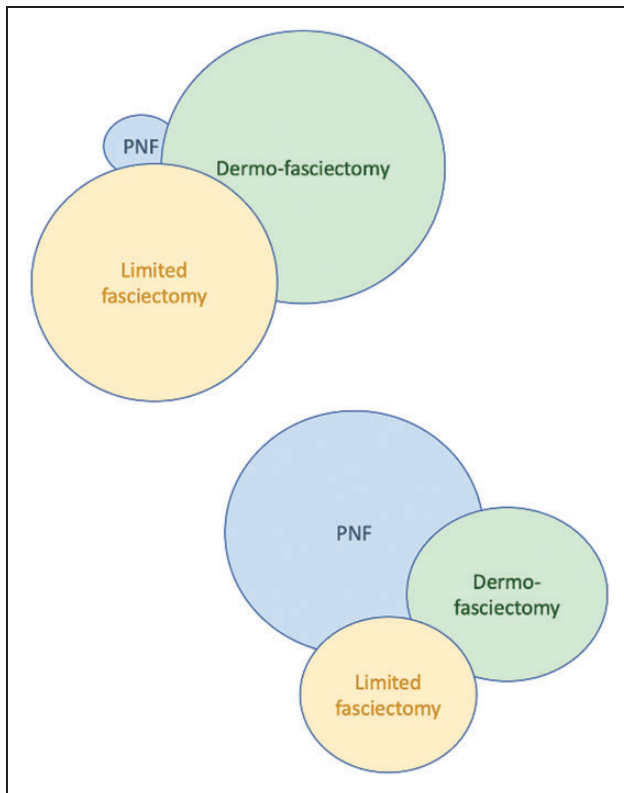 PNF
Dermo-fasciectomy
Limited
fasciectomy
PNF
Dermo-
fasciectomy
Limited
fasciectomy